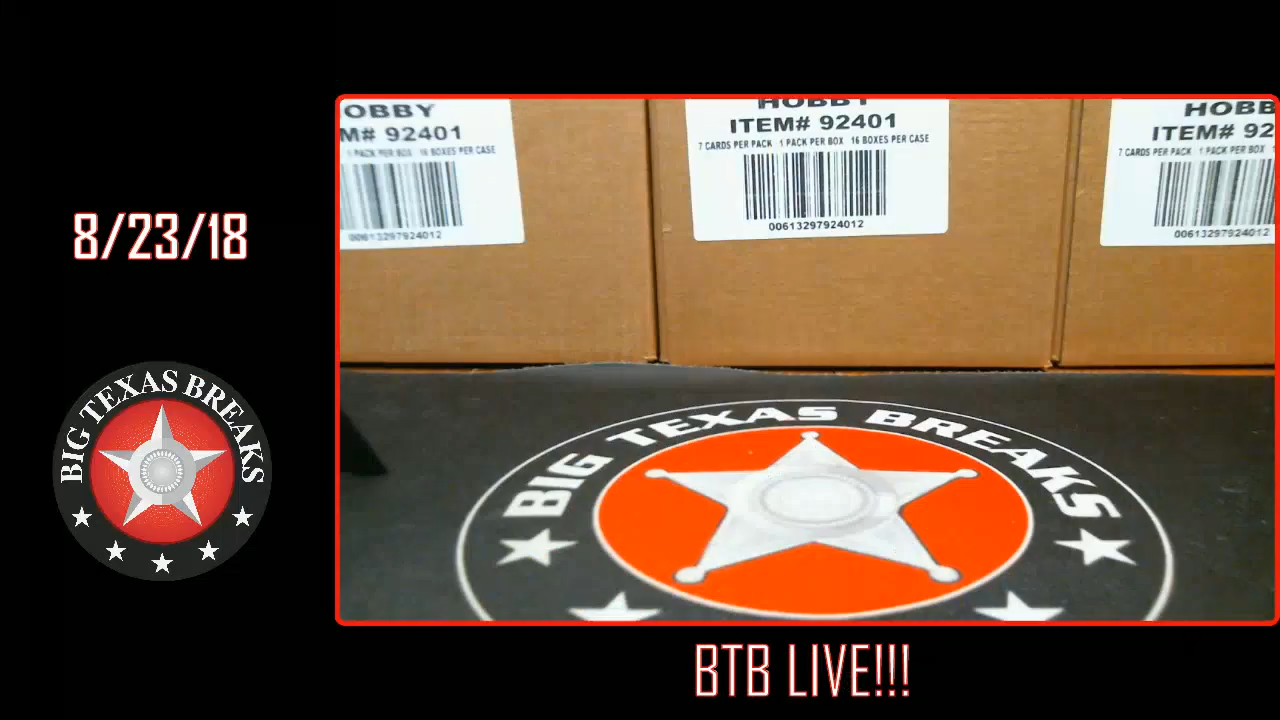 8/23/18
BIG TEXAS BREAKS
OBBY
M# 92401
1 PACK PER BOX 16 BOXES PER CASE
00613297924012
HOBBY
ITEM# 92401
7 CARDS PER PACK 1 PACK PER BOX 16 BOXES PER CASE
00613297924012
HOBB
ITEM# 92
7 CARDS PER PACK 1 PACK PER BOX
00613297924012
BIG TEXAS BREAKS
BTB LIVE!!!